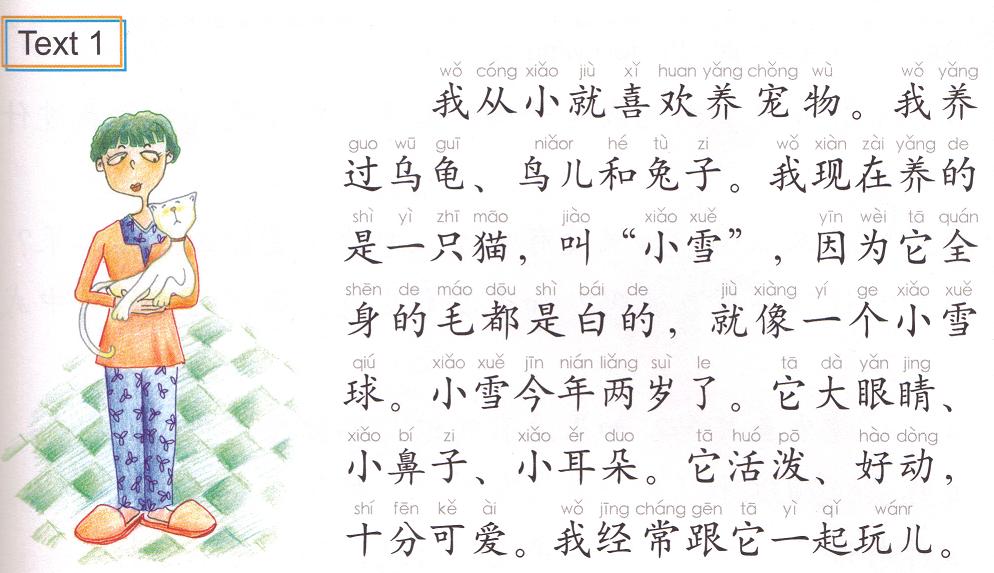 Text 1
wǒ cóng xiǎo jiù xǐ huan yǎng chǒng wù wǒ yǎng
我从小就喜欢养宠物。我养
guo wū guī niǎor hé tù zi wǒ xiàn zài yǎng de
过乌龟、鸟儿和兔子。我现在养的
shì yì zhī māo jiào xiǎo xuě yīn wèi tā quán
是一只猫，叫“小雪”，因为它全
shēn de máo dōu shì bái de jiù xiàng yí ge xiǎo xuě
身的毛都是白的，就像一个小雪
qiú xiǎo xuě jīn nián liǎng suì le tā dà yǎn jing
球。小雪今年两岁了。它大眼睛、
xiǎo bí zi xiǎo ěr duo tā huó pō hào dòng
小鼻子、小耳朵。它活泼、好动，
shí fēn kě ài wǒ jīng cháng gēn tā yì qǐ wánr
十分可爱。我经常跟它一起玩儿。